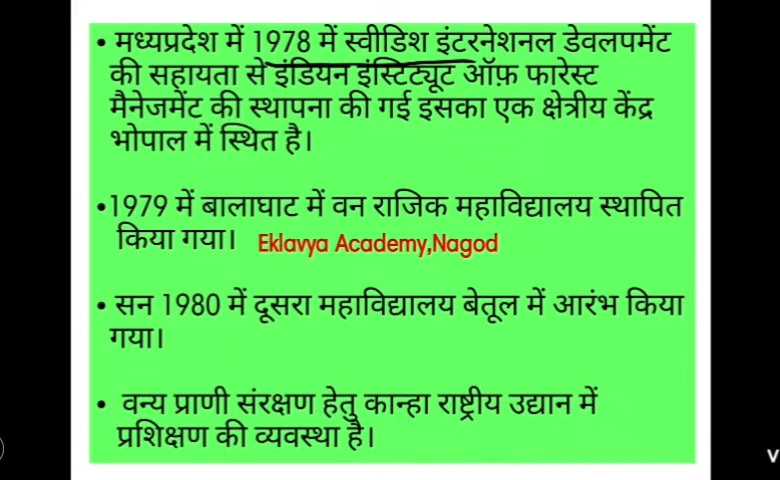 • मध्यप्रदेश में 1978 में स्वीडिश इंटरनेशनल डेवलपमेंट
की सहायता से इंडियन इंस्टिट्यूट ऑफ़ फारेस्ट
मैनेजमेंट की स्थापना की गई इसका एक क्षेत्रीय केंद्र
भोपाल में स्थित है।
•1979 में बालाघाट में वन राजिक महाविद्यालय स्थापित
किया गया। Eklavya Academy,Nagod
• सन 1980 में दूसरा महाविद्यालय बेतूल में आरंभ किया
गया।
• वन्य प्राणी संरक्षण हेतु कान्हा राष्ट्रीय उद्यान में
प्रशिक्षण की व्यवस्था है।